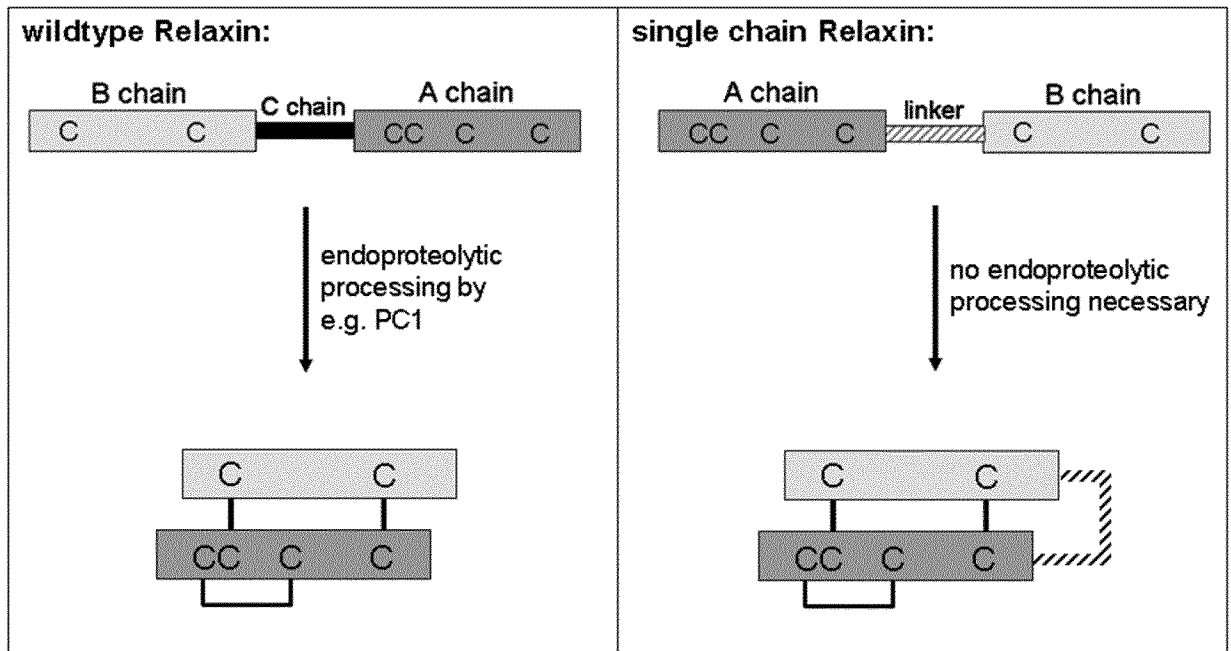 wildtype Relaxin:
B chain
C chain
A chain
C C CC C C
endoproteolytic
processing by
e.g. PC1
C C
CC C C
single chain Relaxin:
A chain
linker
B chain
CC C C C C
no endoproteolytic
processing necessary
C C
CC C C